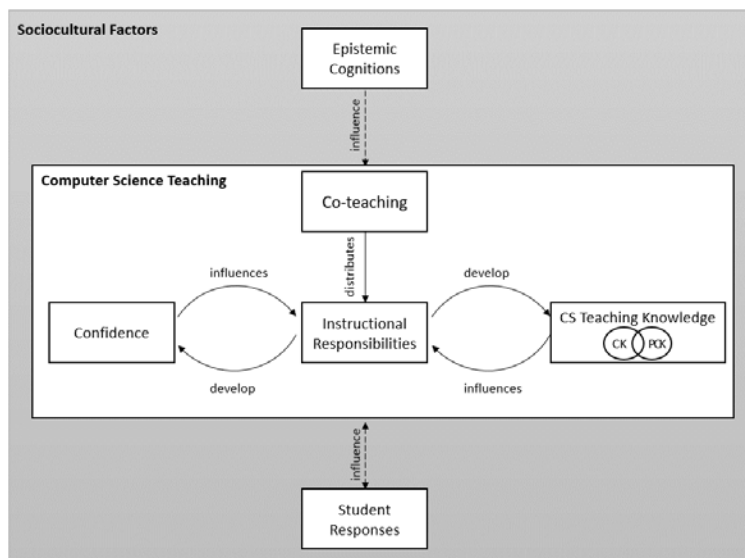 Sociocultural Factors
Epistemic
Cognitions
influence
Computer Science Teaching
Co-teaching
distributes
influences
develop
Confidence
Instructional
Responsibilities
CS Teaching Knowledge
CK
PCK
develop
influences
influence
Student
Responses